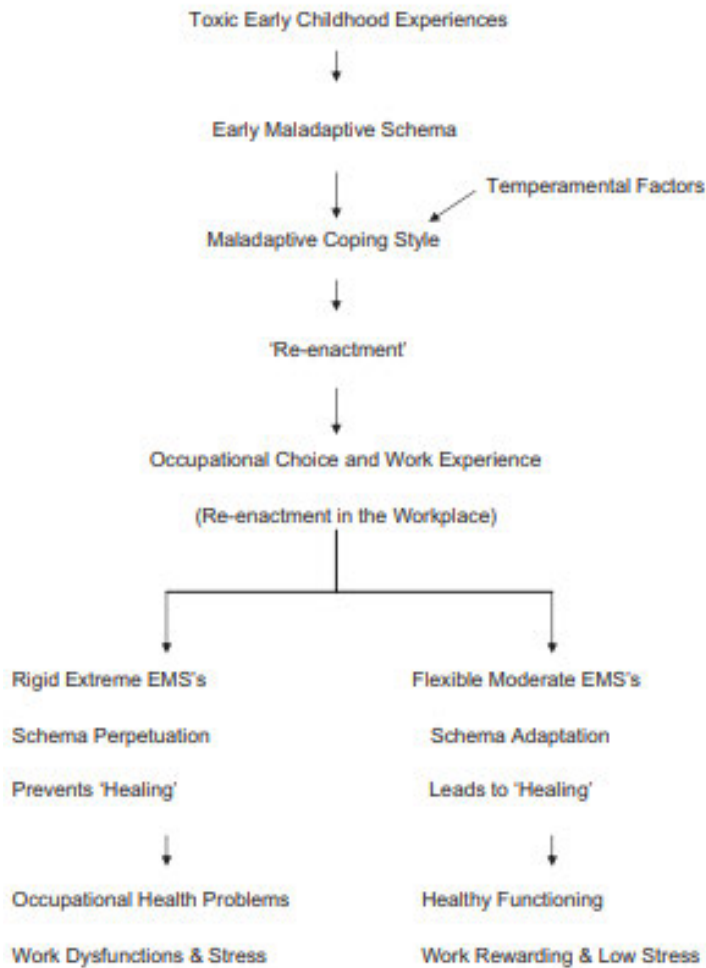 Toxic Early Childhood Experiences
Early Maladaptive Schema
Temperamental Factors
Maladaptive Coping Style
‘Re-enactment’
Occupational Choice and Work Experience
(Re-enactment in the Workplace)
Rigid Extreme EMS’s
Schema Perpetuation
Prevents ‘Healing’
Occupational Health Problems
Work Dysfunctions & Stress
Flexible Moderate EMS’s
Schema Adaptation
Leads to ‘Healing’
Healthy Functioning
Work Rewarding & Low Stress